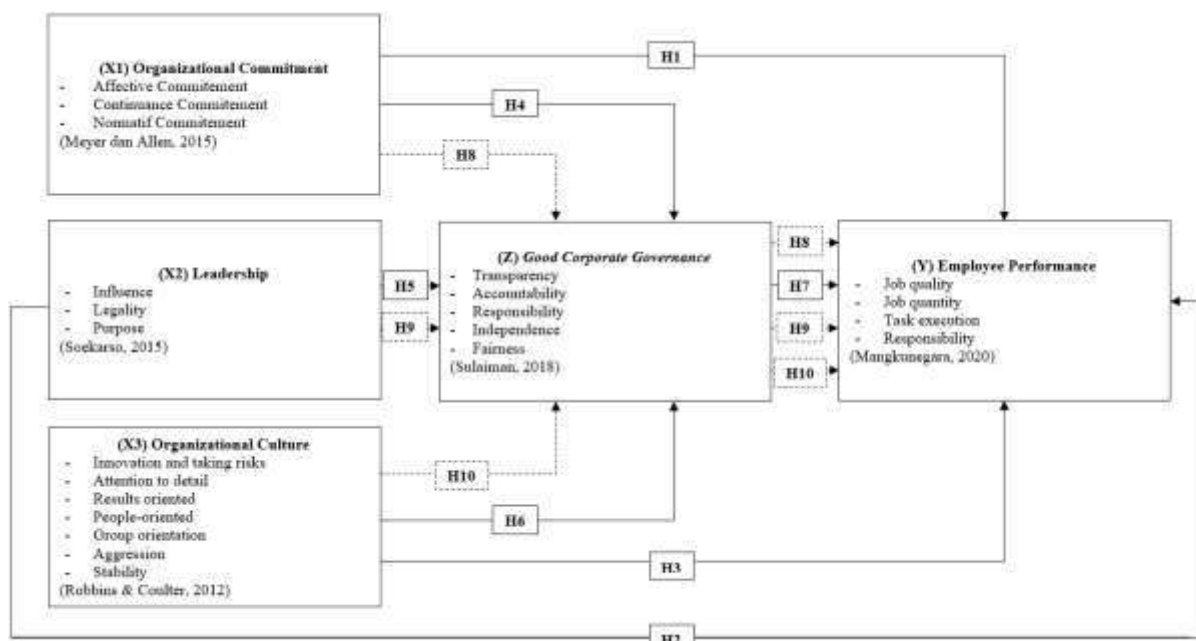 (X1) Organizational Commitment
- Affective Commitement
- Continuance Commitement
- Normatif Commitement
(Meyer dan Allen, 2015)
H1
H4
H8
(X2) Leadership
- Influence
- Legality
- Purpose
(Soekarso, 2015)
H5
H9
(Z) Good Corporate Governance
- Transparency
- Accountability
- Responsibility
- Independence
- Fairness
(Sulaiman, 2018)
H8
H7
H9
H10
(Y) Employee Performance
- Job quality
- Job quantity
- Task execution
- Responsibility
(Mangkunegara, 2020)
(X3) Organizational Culture
- Innovation and taking risks
- Attention to detail
- Results oriented
- People-oriented
- Group orientation
- Aggression
- Stability
(Robbins & Coulter, 2012)
H10
H6
H3
H2